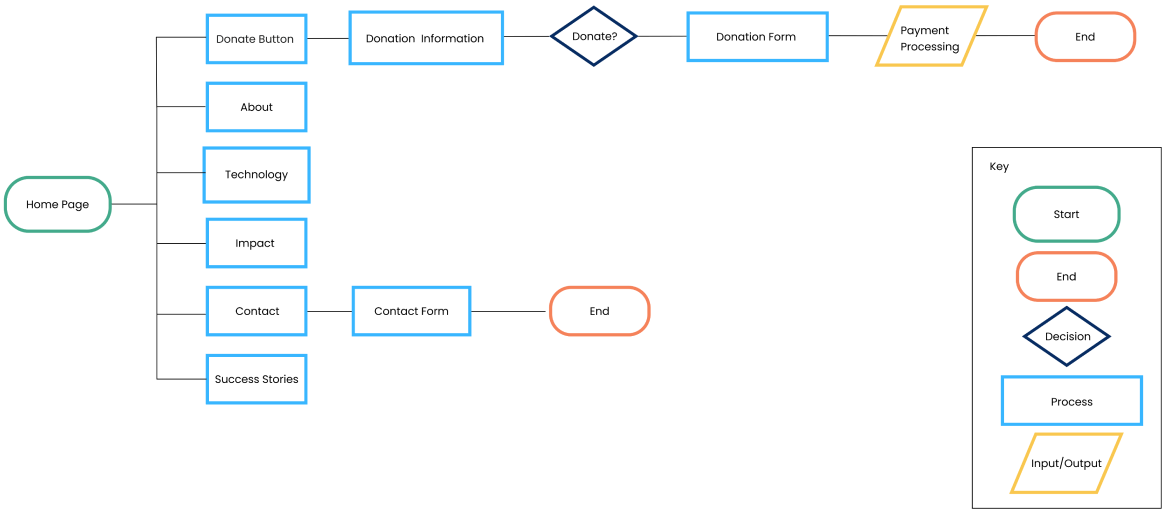 Donate Button
Donation  Information
Donate?
Donation Form
Payment
Processing
End
About
Technology
Home Page
Impact
Contact
Contact Form
End
Success Stories
Key
Start
End
Decision
Process
Input/Output